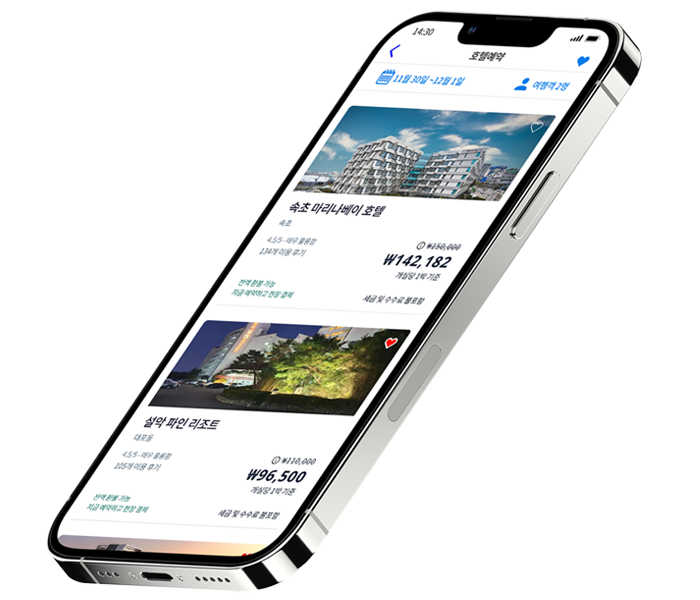 14:30
호텔예약
11월 30일 ~12월 1일
여행객 2명
속초 마리나베이 호텔
속초
4.5/5 - 매우 훌륭함
134개 이용 후기
₩150,000
₩142,182
개실당 1박 기준
전액 환불 가능
지금 예약하고 현장 결제
세금 및 수수료 불포함
설악 파인 리조트
대포동
4.5/5 - 매우 훌륭함
105개 이용 후기
₩110,000
₩96,500
개실당 1박 기준
전액 환불 가능
지금 예약하고 현장 결제
세금 및 수수료 불포함